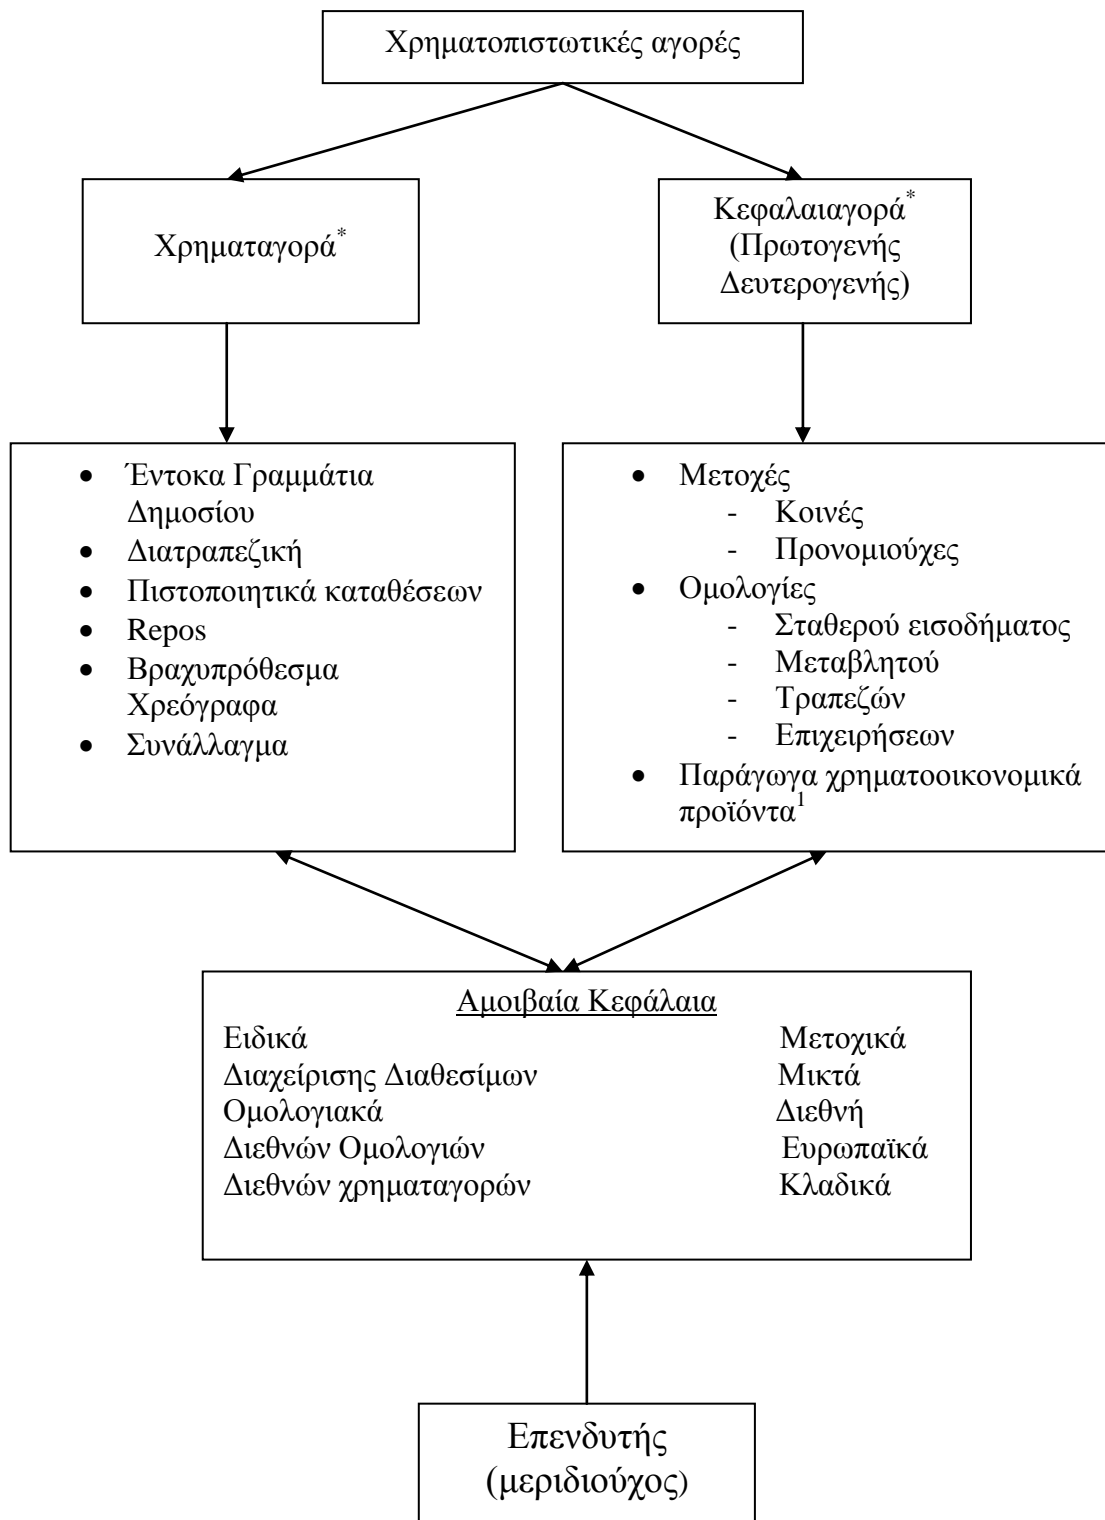 Χρηματοπιστωτικές αγορές
Χρηματαγορά*
Κεφαλαιαγορά*
(Πρωτογενής
Δευτερογενής)
• Έντοκα Γραμμάτια
Δημοσίου
• Διατραπεζική
• Πιστοποιητικά καταθέσεων
• Repos
• Βραχυπρόθεσμα
Χρεόγραφα
• Συνάλλαγμα
• Μετοχές
- Κοινές
- Προνομιούχες
• Ομολογίες
- Σταθερού εισοδήματος
- Μεταβλητού
- Τραπεζών
- Επιχειρήσεων
• Παράγωγα χρηματοοικονομικά
προϊόντα1
Αμοιβαία Κεφάλαια
Ειδικά Μετοχικά
Διαχείρισης Διαθεσίμων Μικτά
Ομολογιακά Διεθνή
Διεθνών Ομολογιών Ευρωπαϊκά
Διεθνών χρηματαγορών Κλαδικά
Επενδυτής
(μεριδιούχος)